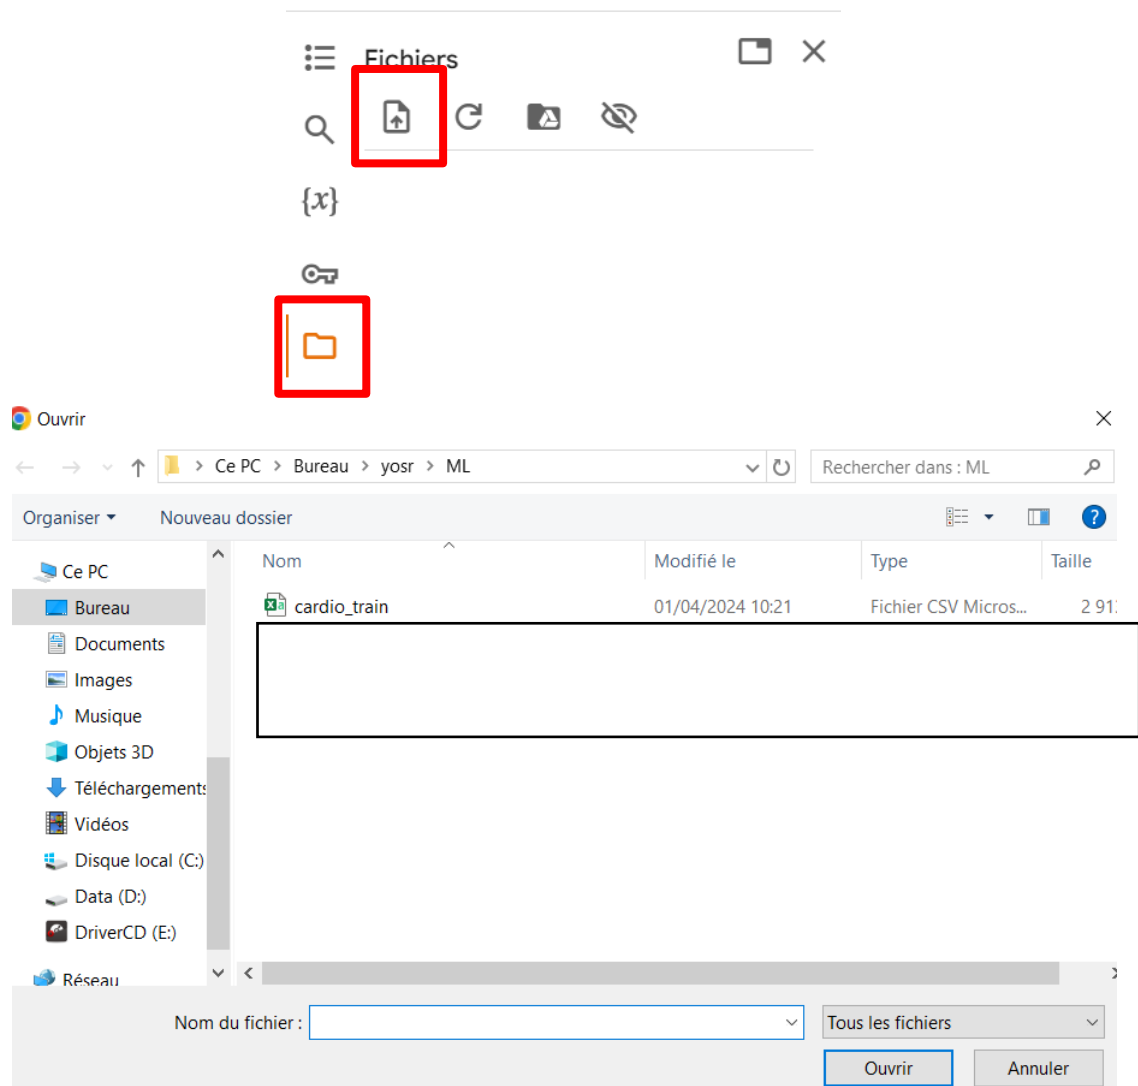 Fichiers
{x}
Ouvrir
Ce PC > Bureau > yosr > ML
Rechercher dans : ML
Organiser
Nouveau dossier
Nom
Modifié le
Type
Taille
cardio_train
01/04/2024 10:21
Fichier CSV Micros...
2 91
Ce PC
Bureau
Documents
Images
Musique
Objets 3D
Téléchargements
Vidéos
Disque local (C:)
Data (D:)
DriverCD (E:)
Réseau
Nom du fichier :
Tous les fichiers
Ouvrir
Annuler